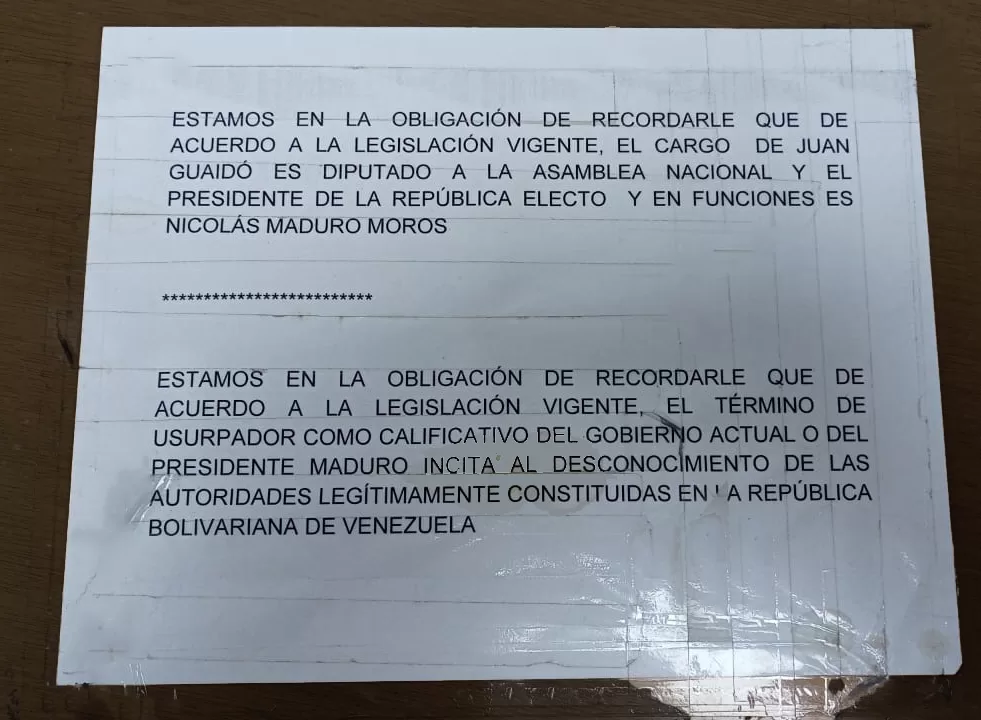 ESTAMOS EN LA OBLIGACIÓN DE RECORDARLE QUE DE
ACUERDO A LA LEGISLACIÓN VIGENTE, EL CARGO DE JUAN
GUAIDÓ ES DIPUTADO A LA ASAMBLEA NACIONAL Y EL
PRESIDENTE DE LA REPÚBLICA ELECTO Y EN FUNCIONES ES
NICOLÁS MADURO MOROS
*************************
ESTAMOS EN LA OBLIGACIÓN DE RECORDARLE QUE DE
ACUERDO A LA LEGISLACIÓN VIGENTE, EL TÉRMINO DE
USURPADOR COMO CALIFICATIVO DEL GOBIERNO ACTUAL O DEL
PRESIDENTE MADURO INCITA AL DESCONOCIMIENTO DE LAS
AUTORIDADES LEGÍTIMAMENTE CONSTITUIDAS EN LA REPÚBLICA
BOLIVARIANA DE VENEZUELA